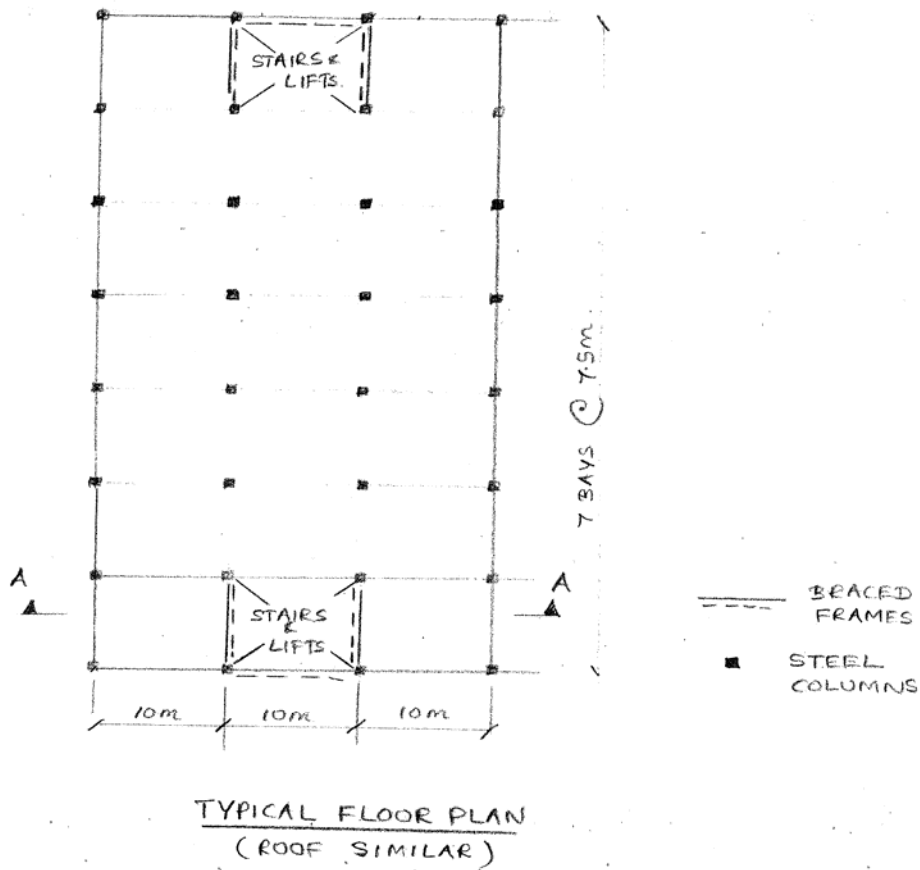 STAIRS &
LIFTS.
7 BAYS @ 7.5m.
A
A
STAIRS
&
LIFTS
BRACED
FRAMES
STEEL
COLUMNS
10m
10m
10m
TYPICAL FLOOR PLAN
(ROOF SIMILAR)